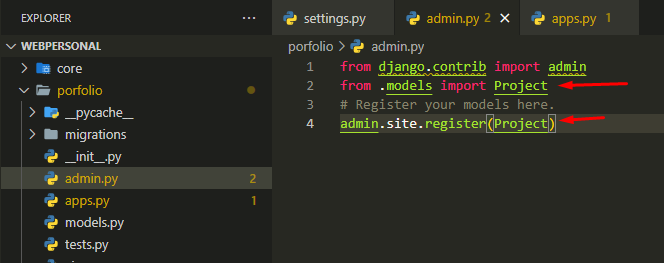 EXPLORER
...
settings.py
admin.py 2
apps.py 1
WEBPERSONAL
porfolio > admin.py
core
porfolio
__pycache__
migrations
__init__.py
admin.py 2
apps.py 1
models.py
tests.py
1 from django.contrib import admin
2 from .models import Project
3 # Register your models here.
4 admin.site.register(Project)